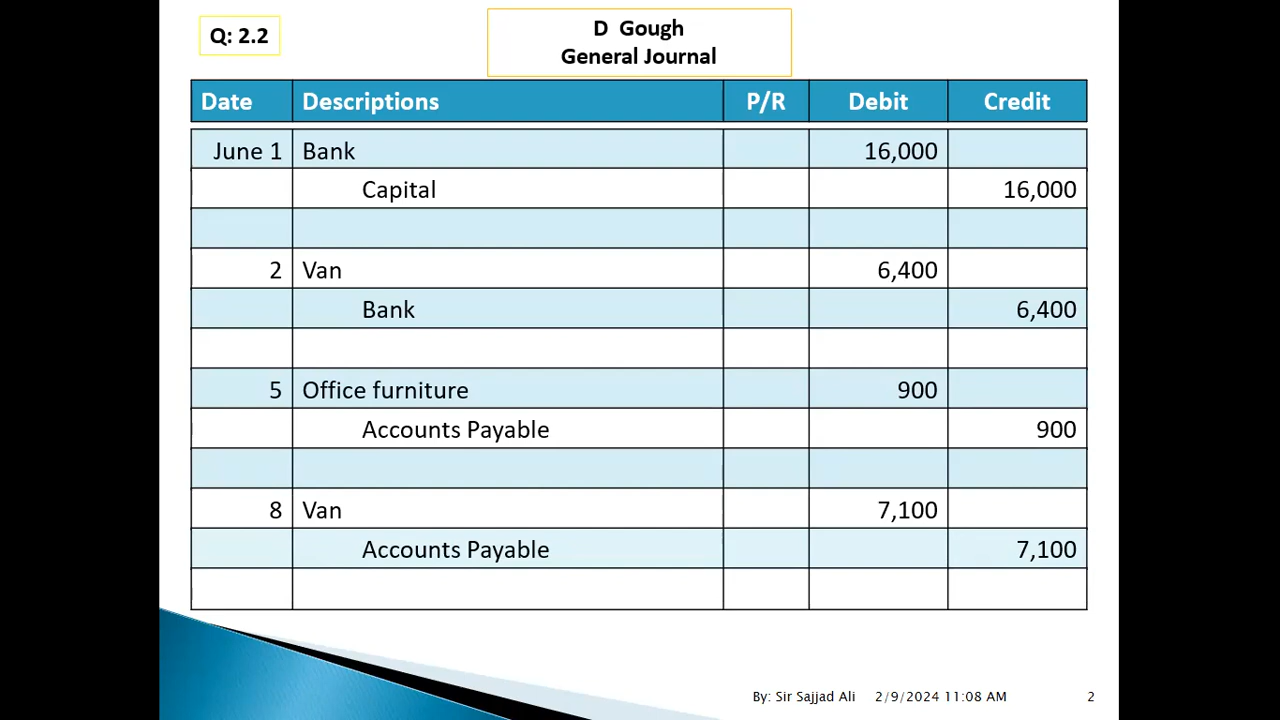 Q: 2.2
D Gough
General Journal
Date Descriptions P/R Debit Credit
June 1 Bank 16,000
Capital 16,000
2 Van 6,400
Bank 6,400
5 Office furniture 900
Accounts Payable 900
8 Van 7,100
Accounts Payable 7,100
By: Sir Sajjad Ali 2/9/2024 11:08 AM 2